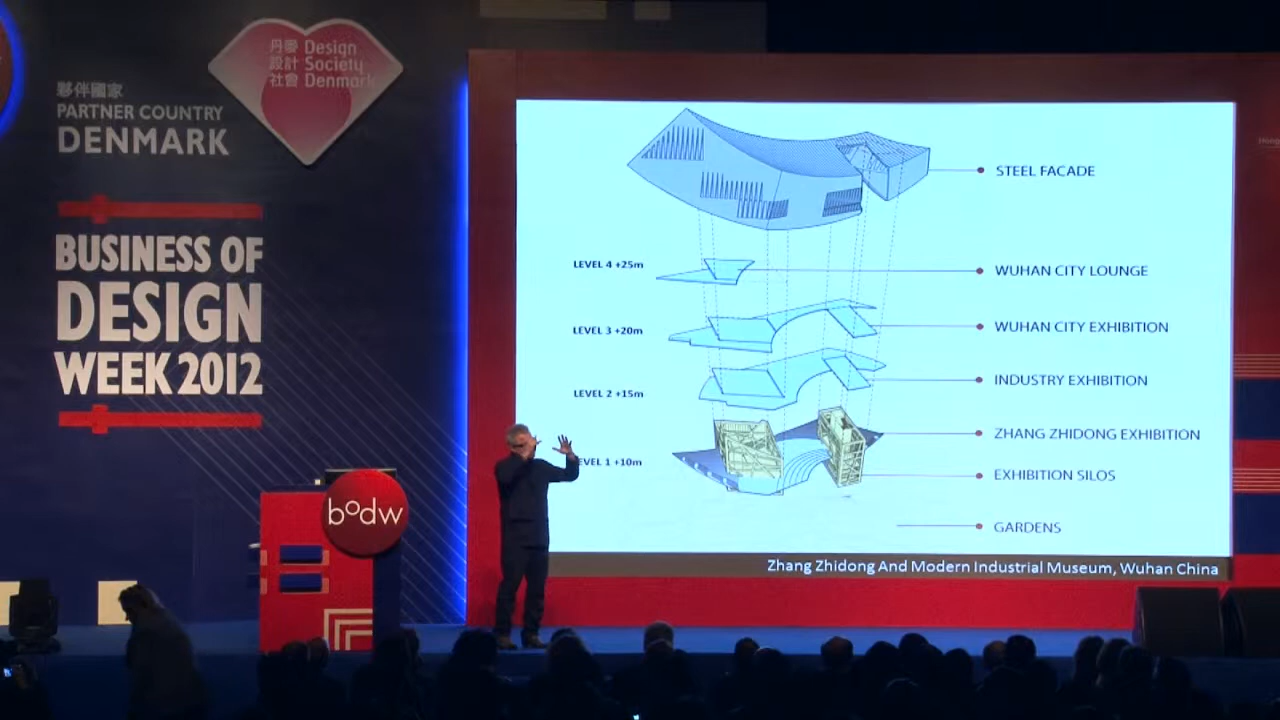 丹麥 Design
設計 Society
社會 Denmark
夥伴國家
PARTNER COUNTRY
DENMARK
BUSINESS OF
DESIGN
WEEK 2012
bodw
STEEL FACADE
LEVEL 4 +25m
WUHAN CITY LOUNGE
LEVEL 3 +20m
WUHAN CITY EXHIBITION
INDUSTRY EXHIBITION
LEVEL 2 +15m
ZHANG ZHIDONG EXHIBITION
EVEL 1 +10m
EXHIBITION SILOS
GARDENS
Zhang Zhidong And Modern Industrial Museum, Wuhan China